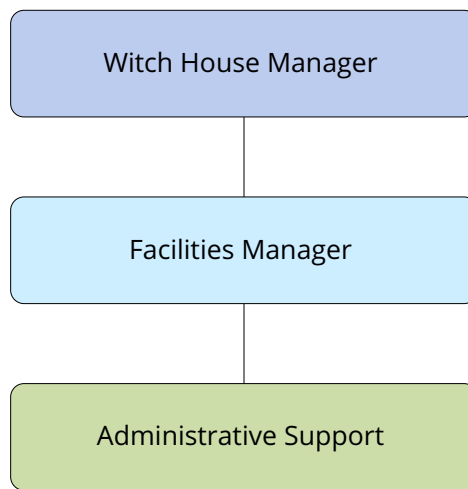 Witch House Manager
Facilities Manager
Administrative Support